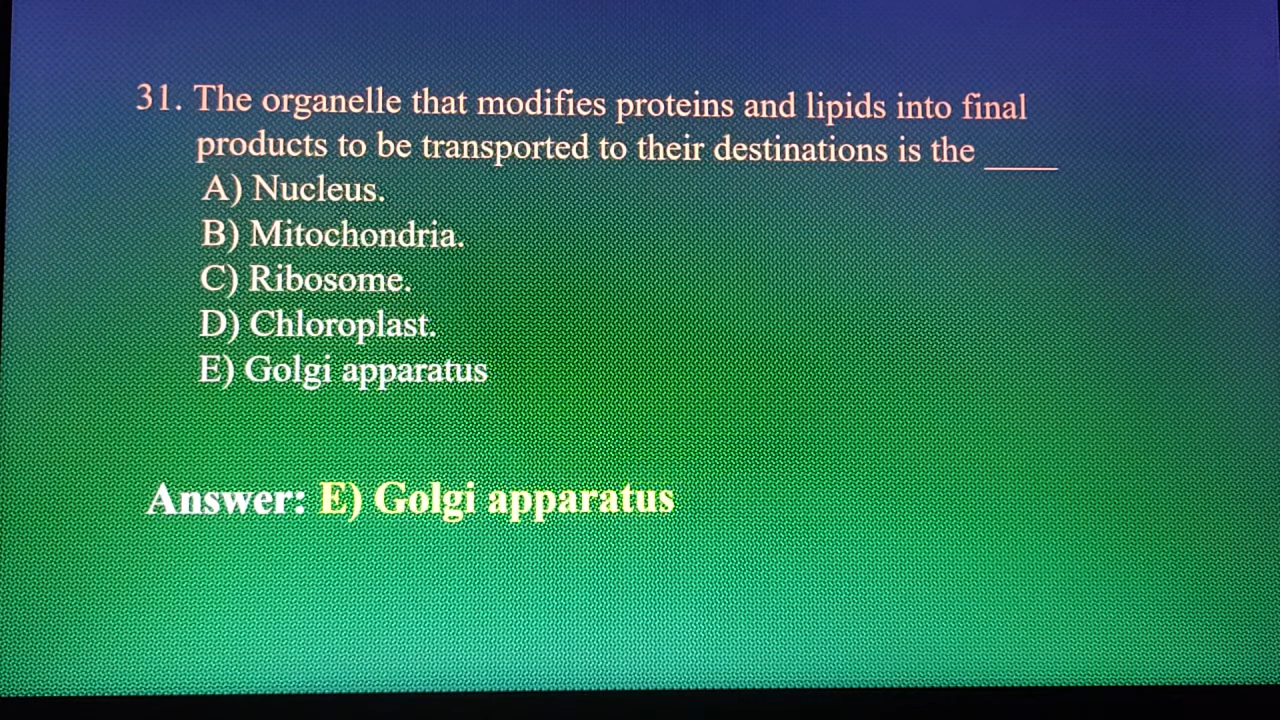 31. The organelle that modifies proteins and lipids into final
products to be transported to their destinations is the ____
A) Nucleus.
B) Mitochondria.
C) Ribosome.
D) Chloroplast.
E) Golgi apparatus
Answer: E) Golgi apparatus